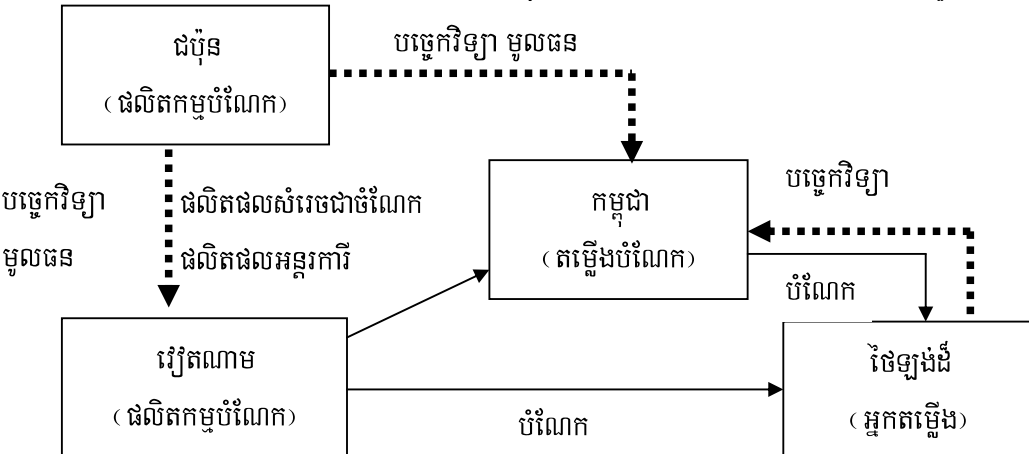 ជប៉ុន
(ផលិតកម្មបំណែក)
បច្ចេកវិទ្យា មូលធន
បច្ចេកវិទ្យា
មូលធន
ផលិតផលសំរេចជាចំណែក
ផលិតផលអន្តរការី
កម្ពុជា
(តម្លើងបំណែក)
បច្ចេកវិទ្យា
បំណែក
វៀតណាម
(ផលិតកម្មបំណែក)
បំណែក
ថៃឡង់ដ៏
(អ្នកតម្លើង)